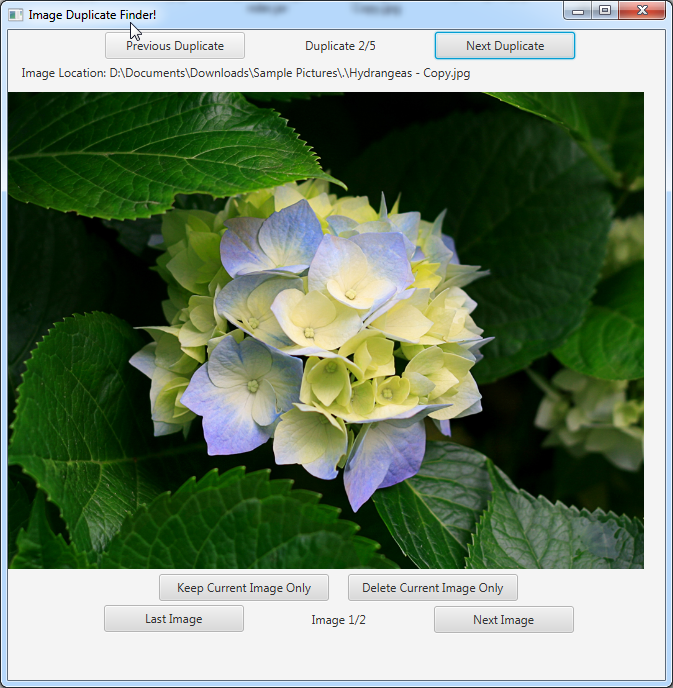 Image Duplicate Finder!
Previous Duplicate Duplicate 2/5 Next Duplicate
Image Location: D:\Documents\Downloads\Sample Pictures\.\Hydrangeas - Copy.jpg
Keep Current Image Only Delete Current Image Only
Last Image Image 1/2 Next Image